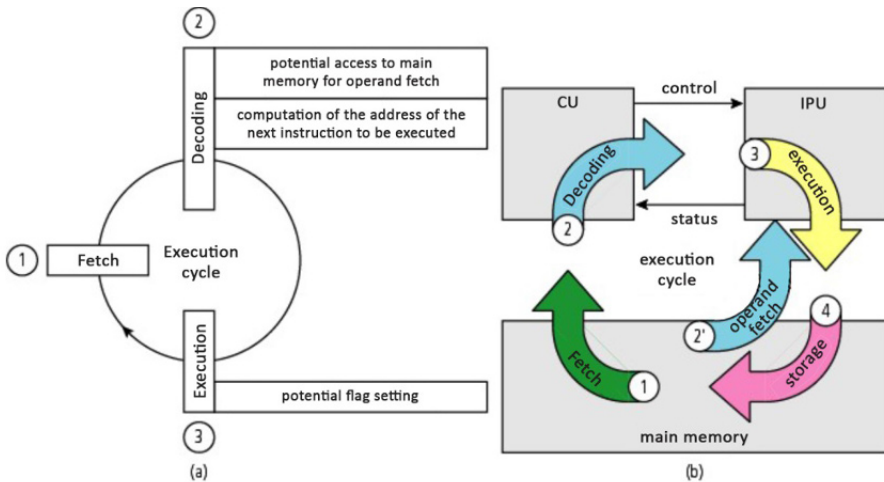 2
Decoding
potential access to main
memory for operand fetch
computation of the address of the
next instruction to be executed
1
Fetch
Execution
cycle
Execution
potential flag setting
3
(a)
CU
control
IPU
Decoding
2
3
execution
status
execution
cycle
2'
operand
fetch
4
Fetch
1
storage
main memory
(b)